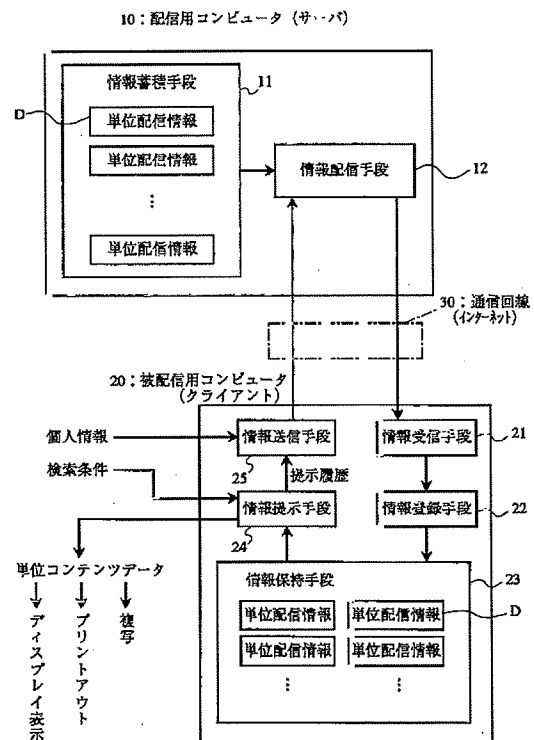 10：配信用コンピュータ（サーバ）
情報蓄積手段
11
D
単位配信情報
単位配信情報
⋮
単位配信情報
情報配信手段
12
30：通信回線
（インターネット）
20：被配信用コンピュータ
（クライアント）
個人情報
情報送信手段
25
情報受信手段
21
提示履歴
検索条件
情報提示手段
24
情報登録手段
22
単位コンテンツデータ
ディスプレイ表示
プリントアウト
複写
情報保持手段
23
単位配信情報
単位配信情報
D
単位配信情報
単位配信情報
⋮
⋮